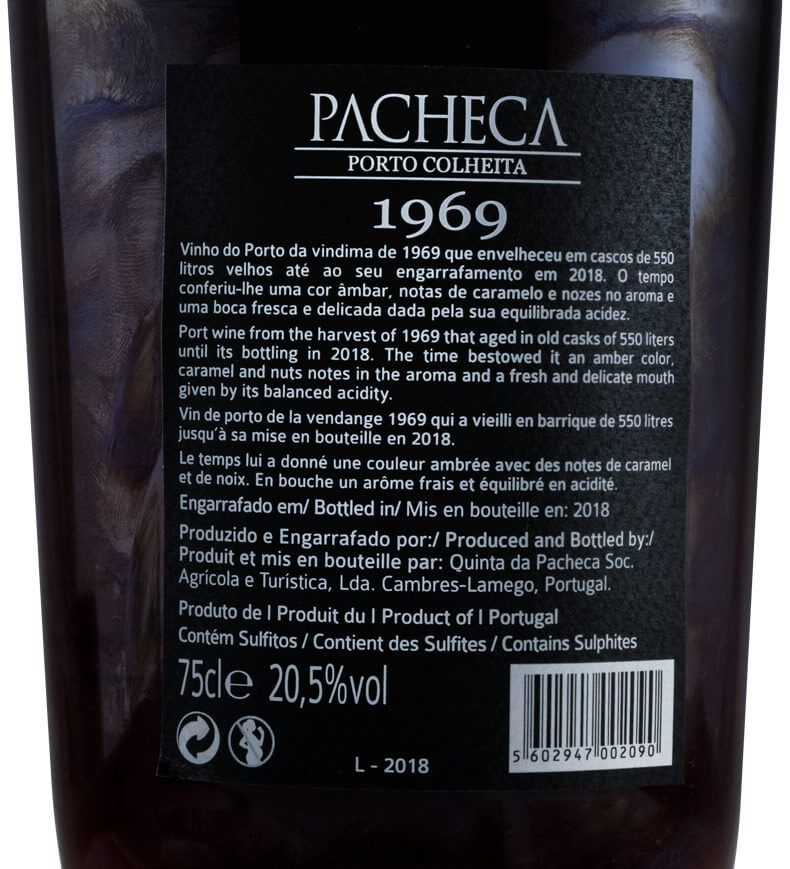 PACHECA
PORTO COLHEITA
1969
Vinho do Porto da vindima de 1969 que envelheceu em cascos de 550
litros velhos até ao seu engarrafamento em 2018. O tempo
conferiu-lhe uma cor âmbar, notas de caramelo e nozes no aroma e
uma boca fresca e delicada dada pela sua equilibrada acidez.
Port wine from the harvest of 1969 that aged in old casks of 550 liters
until its bottling in 2018. The time bestowed it an amber color,
caramel and nuts notes in the aroma and a fresh and delicate mouth
given by its balanced acidity.
Vin de porto de la vendange 1969 qui a vieilli en barrique de 550 litres
jusqu'à sa mise en bouteille en 2018.
Le temps lui a donné une couleur ambrée avec des notes de caramel
et de noix. En bouche un arôme frais et équilibré en acidité.
Engarrafado em/ Bottled in/ Mis en bouteille en: 2018
Produzido e Engarrafado por:/ Produced and Bottled by:/
Produit et mis en bouteille par: Quinta da Pacheca Soc.
Agrícola e Turística, Lda. Cambres-Lamego, Portugal.
Produto de I Produit du I Product of I Portugal
Contém Sulfitos / Contient des Sulfites / Contains Sulphites
75cl℮ 20,5%vol
5 602947 002090
L - 2018